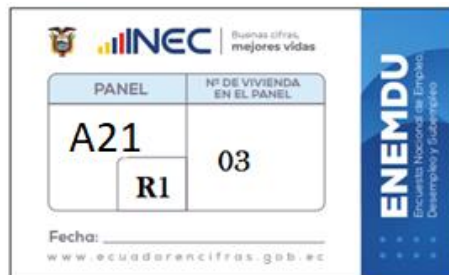 INEC
Buenas cifras,
mejores vidas
PANEL
Nº DE VIVIENDA
EN EL PANEL
A21
R1
03
Fecha:
www.ecuadorencifras.gob.ec
ENEMDU
Encuesta Nacional de Empleo,
Desempleo y Subempleo